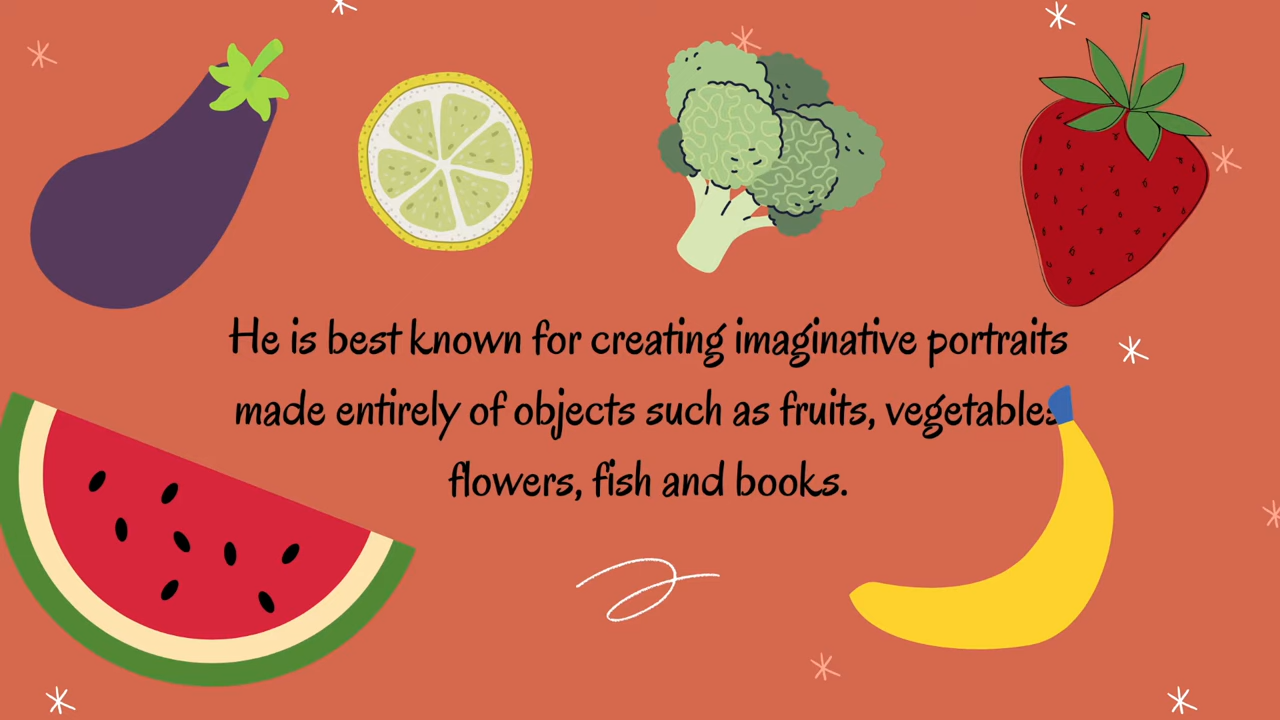 He is best known for creating imaginative portraits
made entirely of objects such as fruits, vegetables
flowers, fish and books.